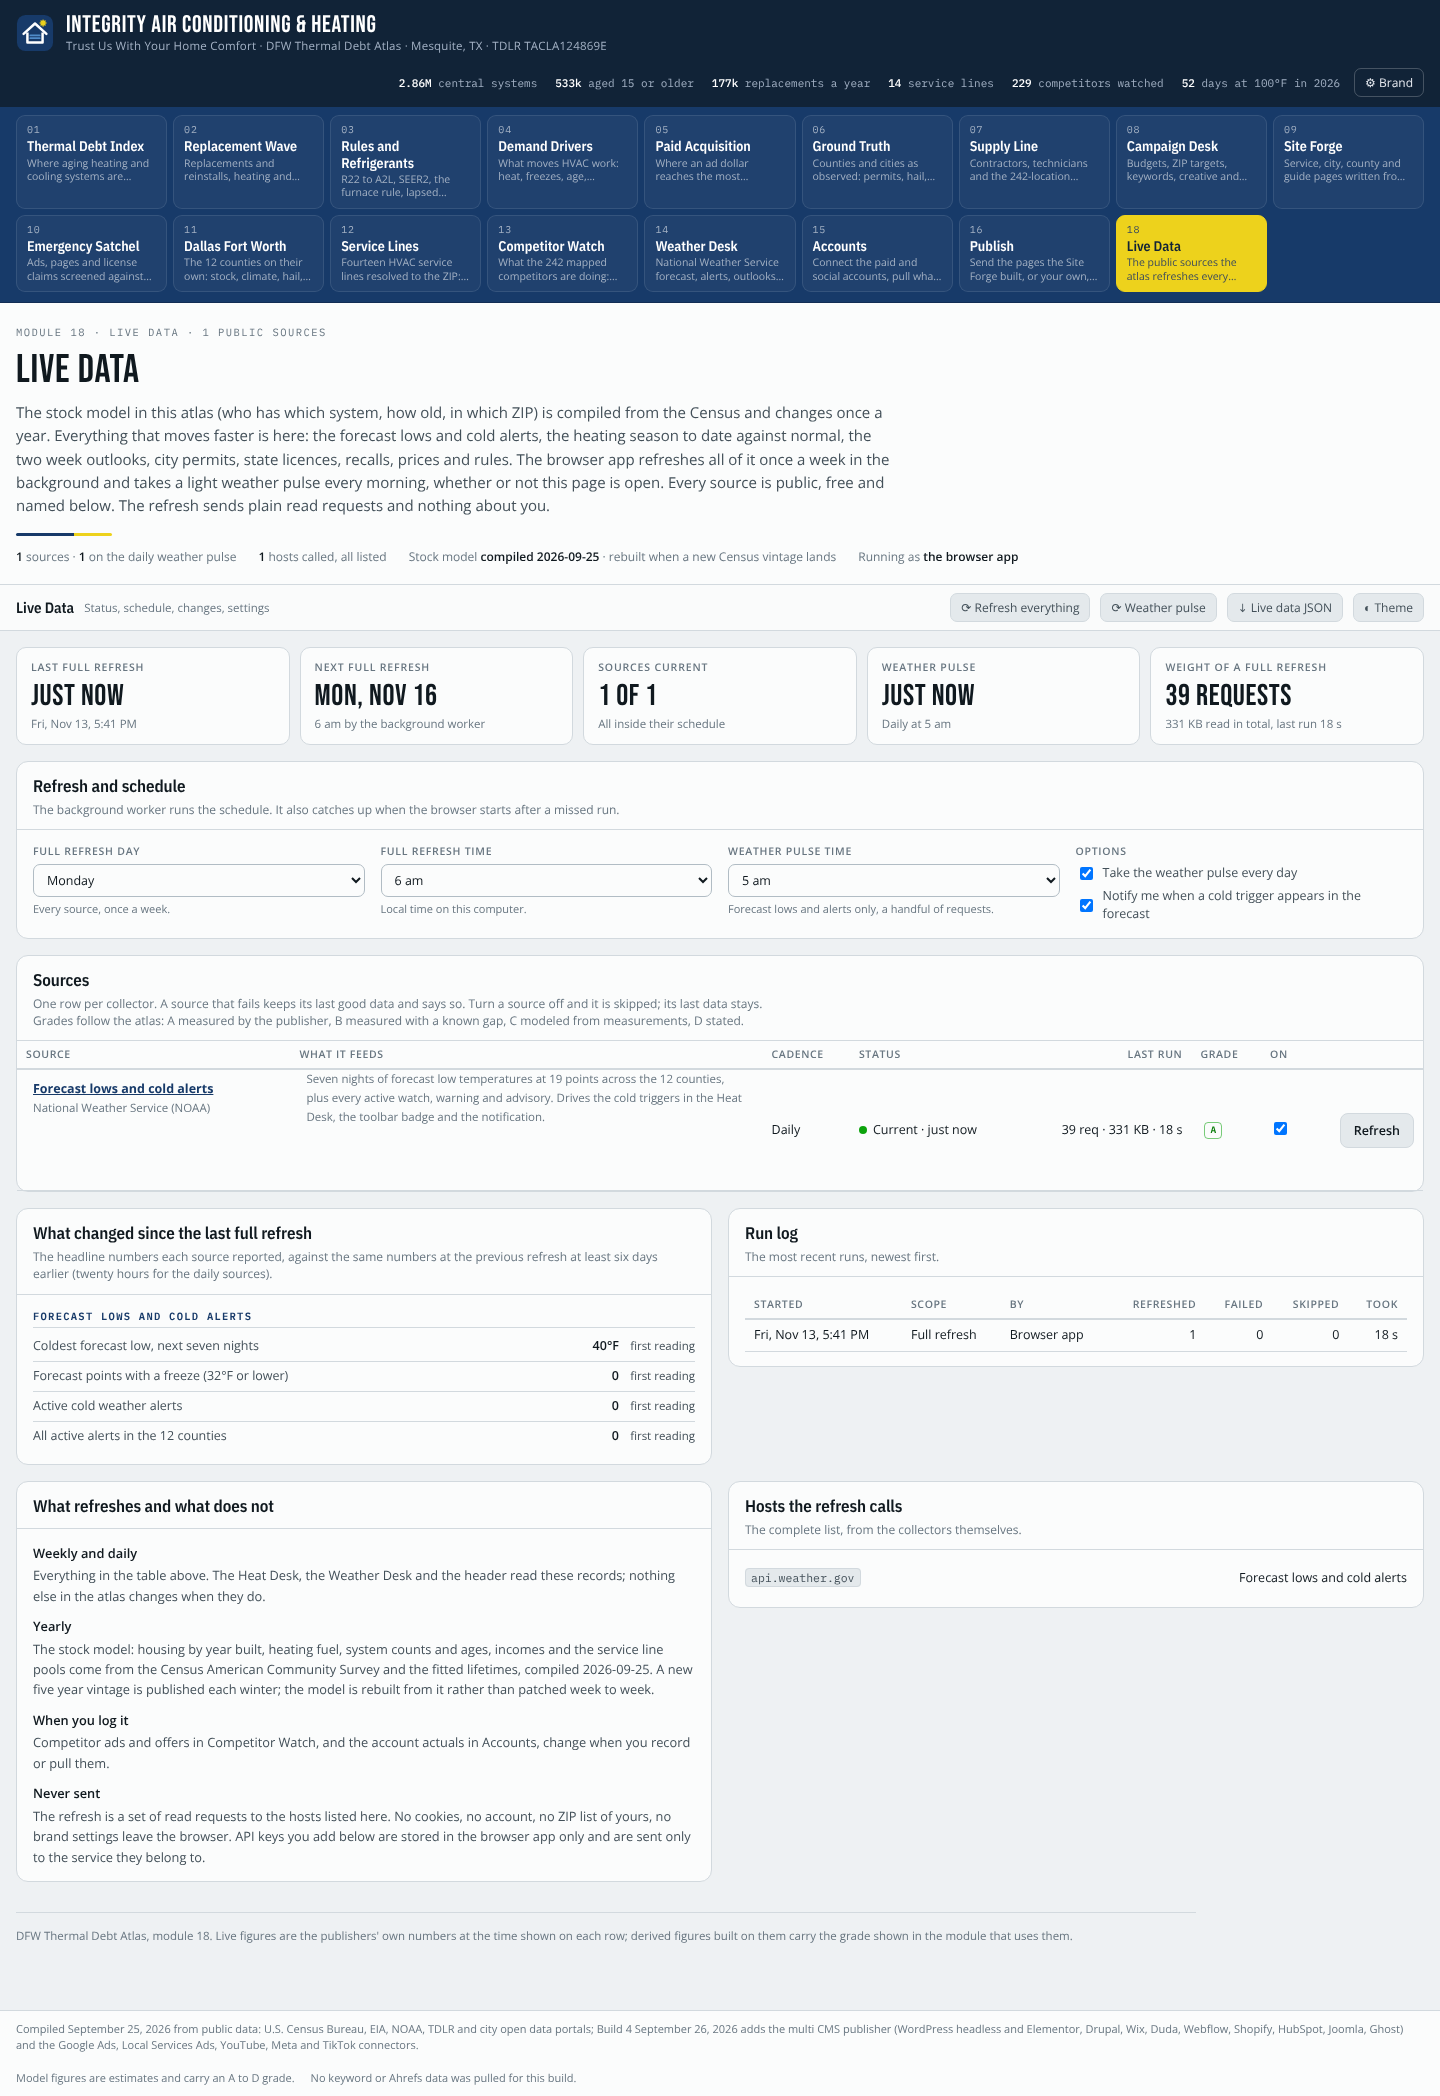 INTEGRITY AIR CONDITIONING & HEATING
Trust Us With Your Home Comfort · DFW Thermal Debt Atlas · Mesquite, TX · TDLR TACLA124869E
2.86M central systems 533k aged 15 or older 177k replacements a year 14 service lines 229 competitors watched 52 days at 100°F in 2026 ⚙ Brand
01
Thermal Debt Index
Where aging heating and
cooling systems are...
02
Replacement Wave
Replacements and
reinstalls, heating and...
03
Rules and
Refrigerants
R22 to A2L, SEER2, the
furnace rule, lapsed...
04
Demand Drivers
What moves HVAC work:
heat, freezes, age,...
05
Paid Acquisition
Where an ad dollar
reaches the most...
06
Ground Truth
Counties and cities as
observed: permits, hail,...
07
Supply Line
Contractors, technicians
and the 242-location...
08
Campaign Desk
Budgets, ZIP targets,
keywords, creative and...
09
Site Forge
Service, city, county and
guide pages written fro...
10
Emergency Satchel
Ads, pages and license
claims screened against...
11
Dallas Fort Worth
The 12 counties on their
own: stock, climate, hail,...
12
Service Lines
Fourteen HVAC service
lines resolved to the ZIP:...
13
Competitor Watch
What the 242 mapped
competitors are doing:...
14
Weather Desk
National Weather Service
forecast, alerts, outlooks...
15
Accounts
Connect the paid and
social accounts, pull wha...
16
Publish
Send the pages the Site
Forge built, or your own,...
18
Live Data
The public sources the
atlas refreshes every...
MODULE 18 · LIVE DATA · 1 PUBLIC SOURCES
LIVE DATA
The stock model in this atlas (who has which system, how old, in which ZIP) is compiled from the Census and changes once a
year. Everything that moves faster is here: the forecast lows and cold alerts, the heating season to date against normal, the
two week outlooks, city permits, state licences, recalls, prices and rules. The browser app refreshes all of it once a week in the
background and takes a light weather pulse every morning, whether or not this page is open. Every source is public, free and
named below. The refresh sends plain read requests and nothing about you.
1 sources · 1 on the daily weather pulse 1 hosts called, all listed Stock model compiled 2026-09-25 · rebuilt when a new Census vintage lands Running as the browser app
Live Data Status, schedule, changes, settings ⟳ Refresh everything ⟳ Weather pulse ↓ Live data JSON ◐ Theme
LAST FULL REFRESH
JUST NOW
Fri, Nov 13, 5:41 PM
NEXT FULL REFRESH
MON, NOV 16
6 am by the background worker
SOURCES CURRENT
1 OF 1
All inside their schedule
WEATHER PULSE
JUST NOW
Daily at 5 am
WEIGHT OF A FULL REFRESH
39 REQUESTS
331 KB read in total, last run 18 s
Refresh and schedule
The background worker runs the schedule. It also catches up when the browser starts after a missed run.
FULL REFRESH DAY
Monday
Every source, once a week.
FULL REFRESH TIME
6 am
Local time on this computer.
WEATHER PULSE TIME
5 am
Forecast lows and alerts only, a handful of requests.
OPTIONS
Take the weather pulse every day
Notify me when a cold trigger appears in the
forecast
Sources
One row per collector. A source that fails keeps its last good data and says so. Turn a source off and it is skipped; its last data stays.
Grades follow the atlas: A measured by the publisher, B measured with a known gap, C modeled from measurements, D stated.
SOURCE WHAT IT FEEDS CADENCE STATUS LAST RUN GRADE ON
Forecast lows and cold alerts
National Weather Service (NOAA)
Seven nights of forecast low temperatures at 19 points across the 12 counties,
plus every active watch, warning and advisory. Drives the cold triggers in the Heat
Desk, the toolbar badge and the notification.
Daily Current · just now 39 req · 331 KB · 18 s A Refresh
What changed since the last full refresh
The headline numbers each source reported, against the same numbers at the previous refresh at least six days
earlier (twenty hours for the daily sources).
FORECAST LOWS AND COLD ALERTS
Coldest forecast low, next seven nights 40°F first reading
Forecast points with a freeze (32°F or lower) 0 first reading
Active cold weather alerts 0 first reading
All active alerts in the 12 counties 0 first reading
Run log
The most recent runs, newest first.
STARTED SCOPE BY REFRESHED FAILED SKIPPED TOOK
Fri, Nov 13, 5:41 PM Full refresh Browser app 1 0 0 18 s
What refreshes and what does not
Weekly and daily
Everything in the table above. The Heat Desk, the Weather Desk and the header read these records; nothing
else in the atlas changes when they do.
Yearly
The stock model: housing by year built, heating fuel, system counts and ages, incomes and the service line
pools come from the Census American Community Survey and the fitted lifetimes, compiled 2026-09-25. A new
five year vintage is published each winter; the model is rebuilt from it rather than patched week to week.
When you log it
Competitor ads and offers in Competitor Watch, and the account actuals in Accounts, change when you record
or pull them.
Never sent
The refresh is a set of read requests to the hosts listed here. No cookies, no account, no ZIP list of yours, no
brand settings leave the browser. API keys you add below are stored in the browser app only and are sent only
to the service they belong to.
Hosts the refresh calls
The complete list, from the collectors themselves.
api.weather.gov Forecast lows and cold alerts
DFW Thermal Debt Atlas, module 18. Live figures are the publishers' own numbers at the time shown on each row; derived figures built on them carry the grade shown in the module that uses them.
Compiled September 25, 2026 from public data: U.S. Census Bureau, EIA, NOAA, TDLR and city open data portals; Build 4 September 26, 2026 adds the multi CMS publisher (WordPress headless and Elementor, Drupal, Wix, Duda, Webflow, Shopify, HubSpot, Joomla, Ghost)
and the Google Ads, Local Services Ads, YouTube, Meta and TikTok connectors.
Model figures are estimates and carry an A to D grade. No keyword or Ahrefs data was pulled for this build.